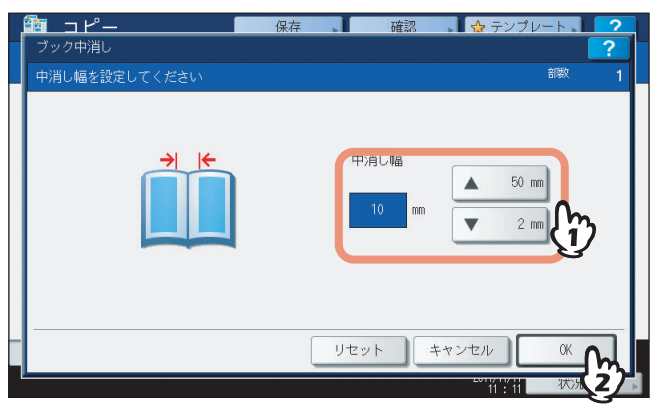 コピー
保存
確認
テンプレート
?
ブック中消し
?
中消し幅を設定してください
部数 1
中消し幅
▲ 50 mm
10 mm
▼ 2 mm
1
リセット
キャンセル
OK
2
11:11